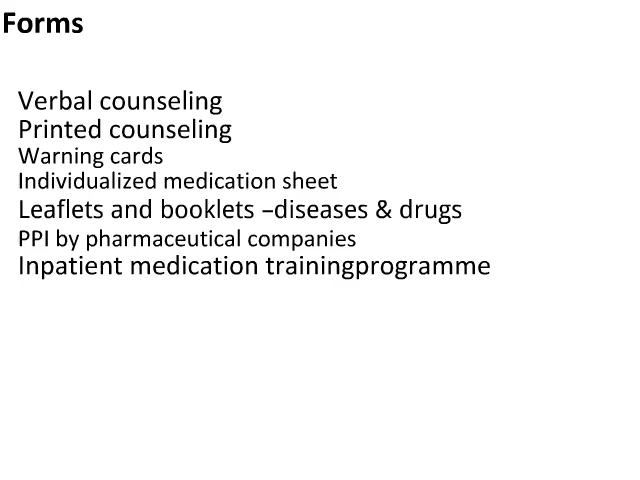 Forms
Verbal counseling
Printed counseling
Warning cards
Individualized medication sheet
Leaflets and booklets –diseases & drugs
PPI by pharmaceutical companies
Inpatient medication trainingprogramme